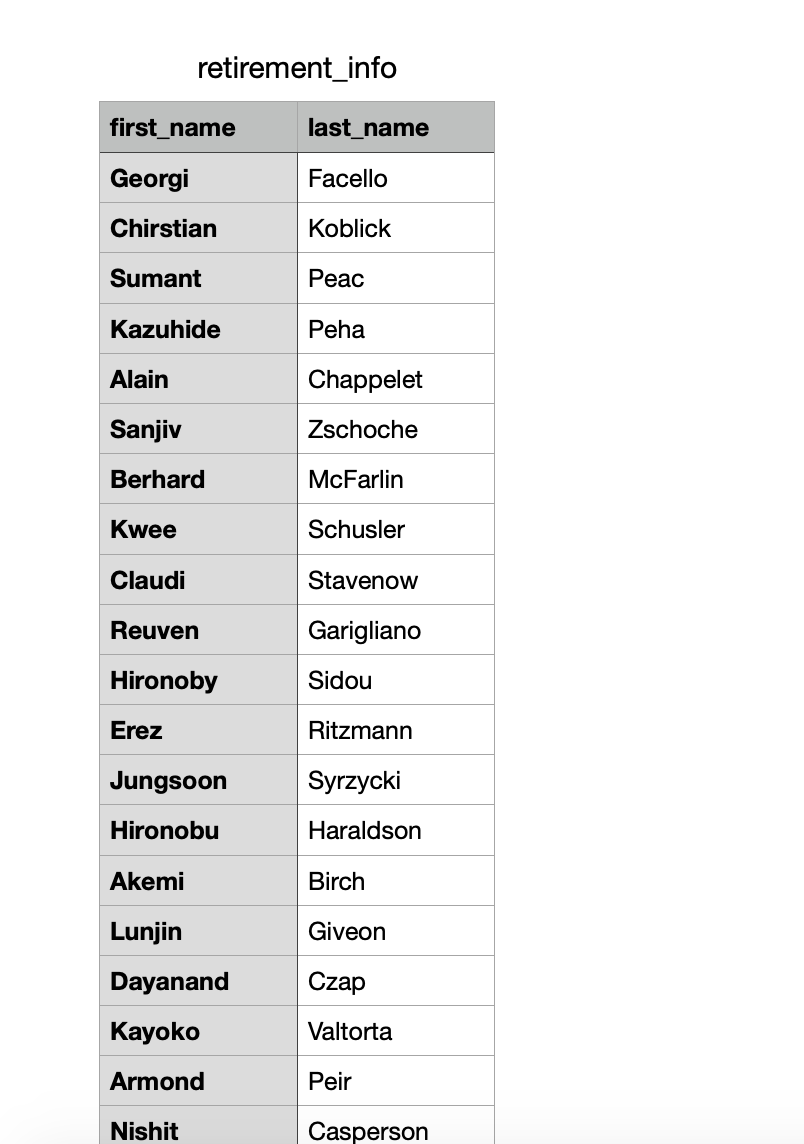 retirement_info
first_name last_name
Georgi Facello
Chirstian Koblick
Sumant Peac
Kazuhide Peha
Alain Chappelet
Sanjiv Zschoche
Berhard McFarlin
Kwee Schusler
Claudi Stavenow
Reuven Garigliano
Hironoby Sidou
Erez Ritzmann
Jungsoon Syrzycki
Hironobu Haraldson
Akemi Birch
Lunjin Giveon
Dayanand Czap
Kayoko Valtorta
Armond Peir
Nishit Casperson